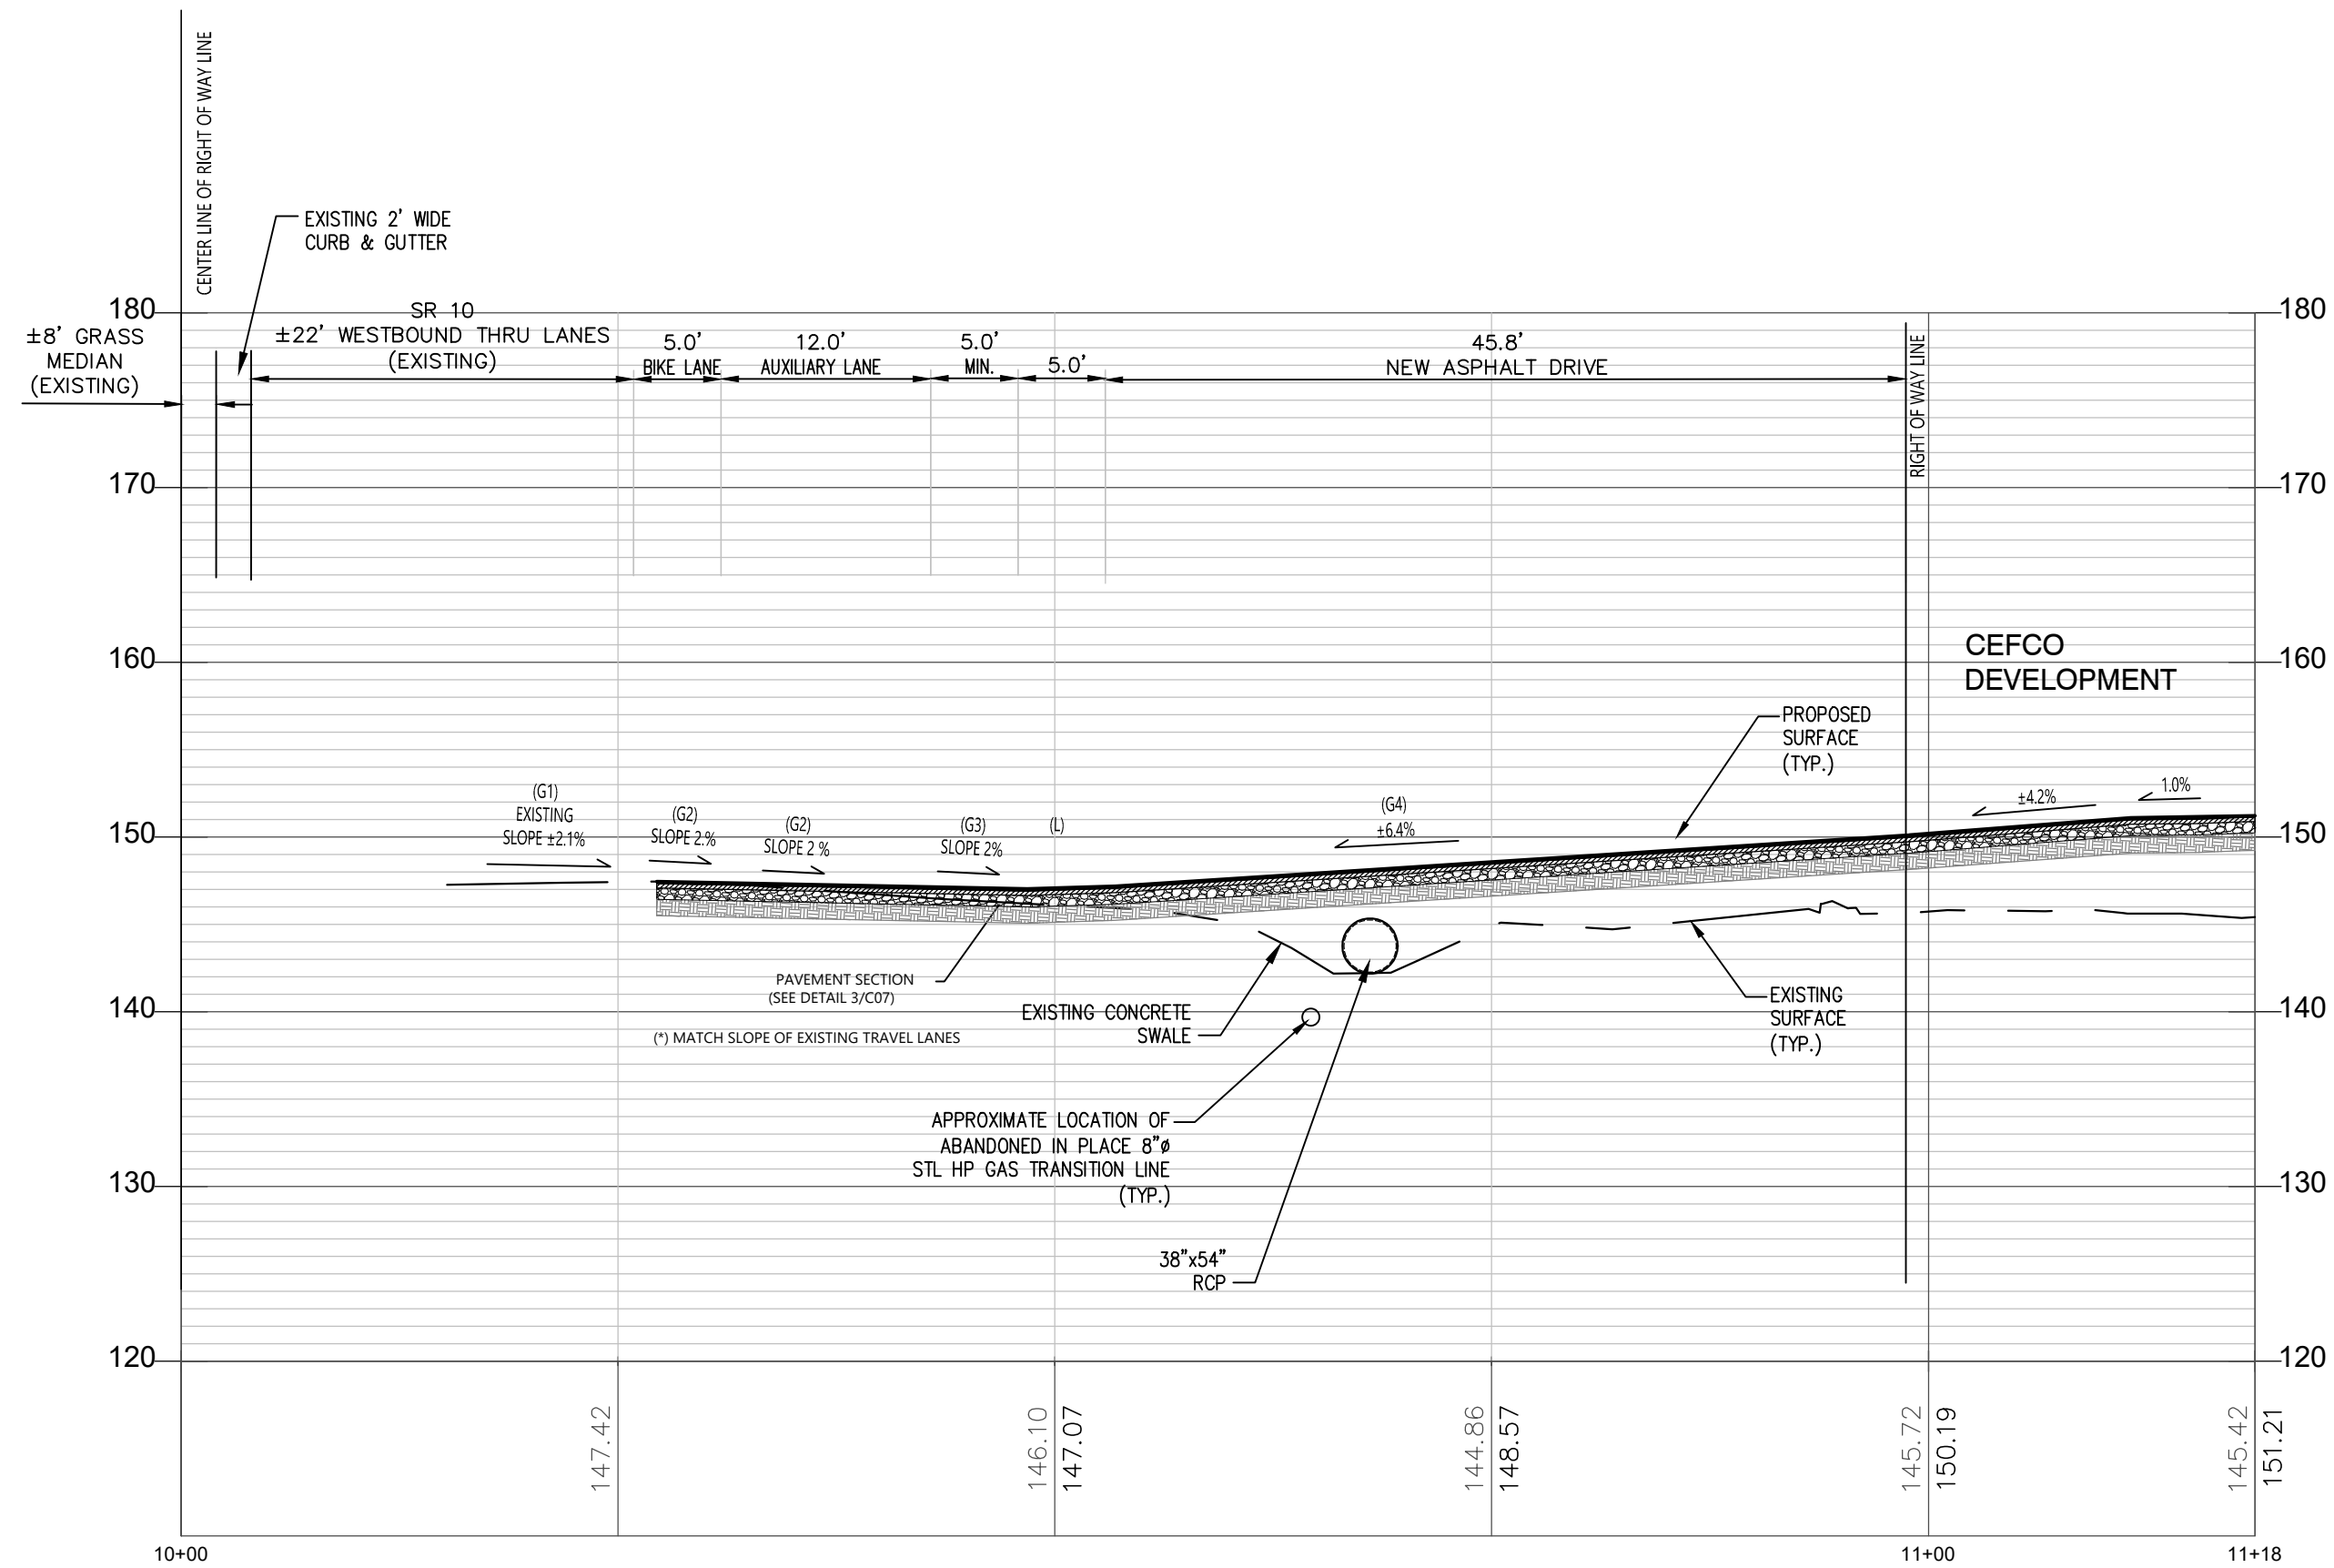 CENTER LINE OF RIGHT OF WAY LINE
EXISTING 2' WIDE
CURB & GUTTER
±8' GRASS
MEDIAN
(EXISTING)
SR 10
±22' WESTBOUND THRU LANES
(EXISTING)
5.0'
BIKE LANE
12.0'
AUXILIARY LANE
5.0'
MIN.
5.0'
45.8'
NEW ASPHALT DRIVE
RIGHT OF WAY LINE
180
180
170
170
160
160
CEFCO
DEVELOPMENT
PROPOSED
SURFACE
(TYP.)
(G1)
EXISTING
SLOPE ±2.1%
(G2)
SLOPE 2.%
(G2)
SLOPE 2 %
(G3)
SLOPE 2%
(L)
(G4)
±6.4%
±4.2%
1.0%
150
150
PAVEMENT SECTION
(SEE DETAIL 3/C07)
(*) MATCH SLOPE OF EXISTING TRAVEL LANES
EXISTING CONCRETE
SWALE
EXISTING
SURFACE
(TYP.)
140
140
APPROXIMATE LOCATION OF
ABANDONED IN PLACE 8"ø
STL HP GAS TRANSITION LINE
(TYP.)
130
130
38"x54"
RCP
120
120
147.42
146.10
147.07
144.86
148.57
145.72
150.19
145.42
151.21
10+00
11+00
11+18